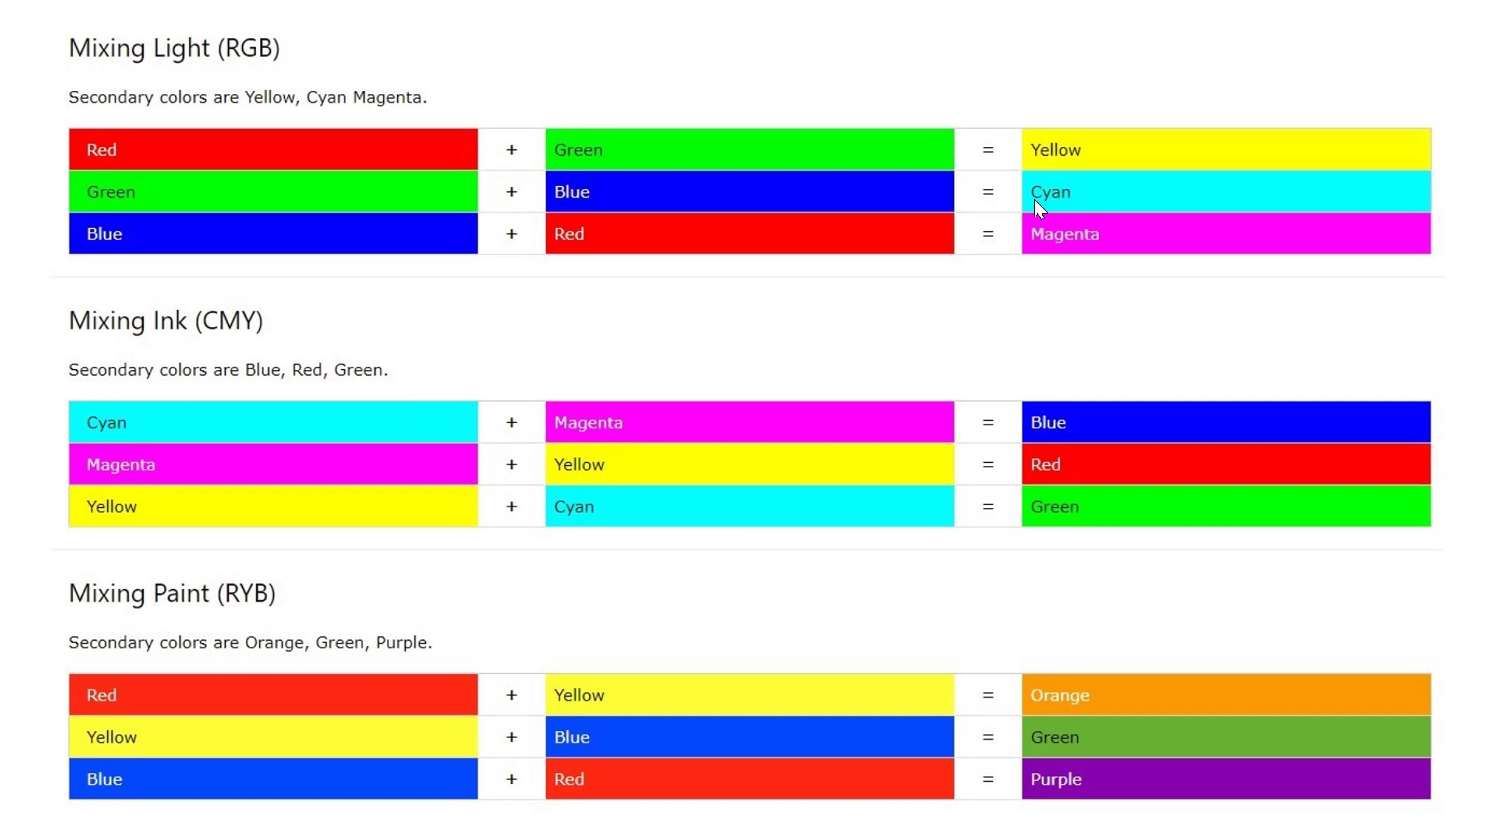 Mixing Light (RGB)
Secondary colors are Yellow, Cyan Magenta.
Red + Green = Yellow
Green + Blue = Cyan
Blue + Red = Magenta
Mixing Ink (CMY)
Secondary colors are Blue, Red, Green.
Cyan + Magenta = Blue
Magenta + Yellow = Red
Yellow + Cyan = Green
Mixing Paint (RYB)
Secondary colors are Orange, Green, Purple.
Red + Yellow = Orange
Yellow + Blue = Green
Blue + Red = Purple